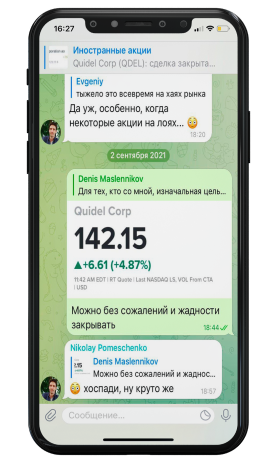 16:27
Иностранные акции
Quidel Corp (QDEL): сделка закрыта...
Evgeniy
тыжело это всевремя на хаях рынка
Да уж, особенно, когда
некоторые акции на лоях...
18:20
2 сентября 2021
Denis Maslennikov
Для тех, кто со мной, изначальная цель...
Quidel Corp
142.15
▲+6.61 (+4.87%)
11:42 AM EDT | RT Quote | Last NASDAQ LS, VOL From CTA
| USD
Можно без сожалений и жадности
закрывать
18:44
Nikolay Pomeschenko
Denis Maslennikov
Можно без сожалений и жаднос...
хоспади, ну круто же
18:57
Сообщение...